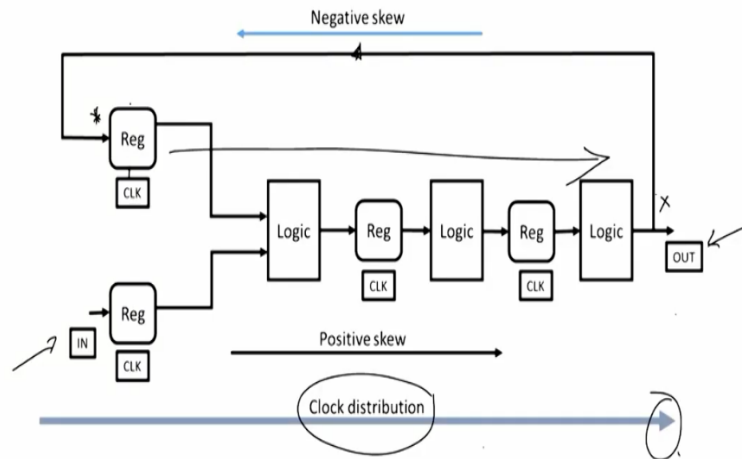 Negative skew
Reg
CLK
Logic
Reg
Logic
Reg
Logic
CLK
CLK
OUT
Reg
IN
CLK
Positive skew
Clock distribution
x